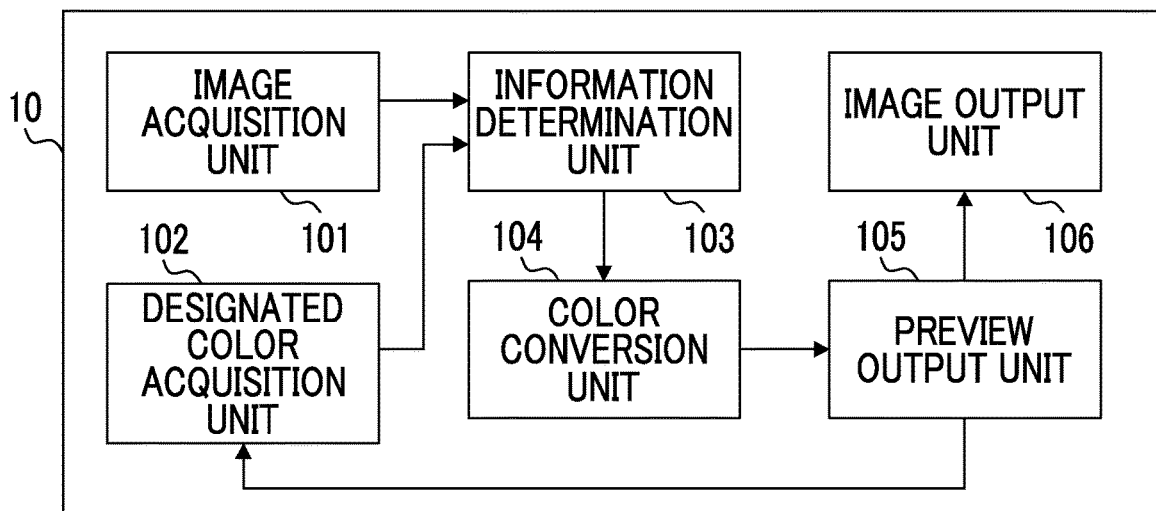 10
IMAGE
ACQUISITION
UNIT
101
INFORMATION
DETERMINATION
UNIT
103
IMAGE OUTPUT
UNIT
106
102
DESIGNATED
COLOR
ACQUISITION
UNIT
104
COLOR
CONVERSION
UNIT
105
PREVIEW
OUTPUT UNIT